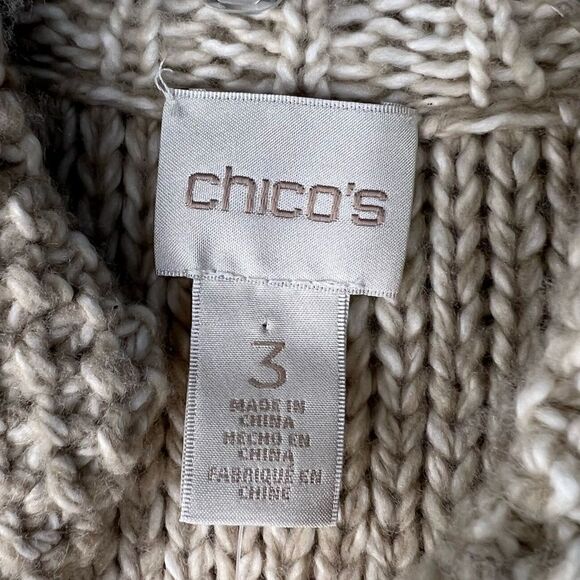 chico's
3
MADE IN
CHINA
HECHO EN
CHINA
FABRIQUÉ EN
CHINE